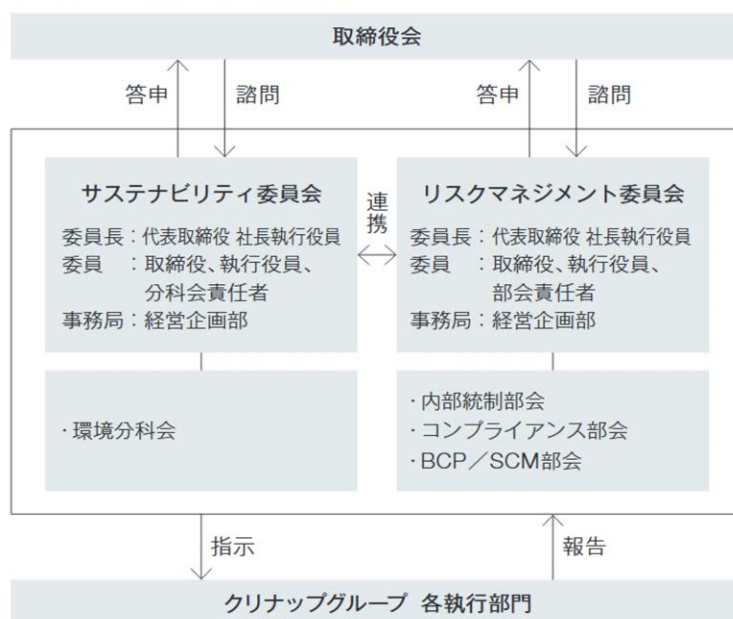 取締役会
答申
諮問
答申
諮問
サステナビリティ委員会
委員長：代表取締役 社長執行役員
委員　：取締役、執行役員、
分科会責任者
事務局：経営企画部
連携
リスクマネジメント委員会
委員長：代表取締役 社長執行役員
委員　：取締役、執行役員、
部会責任者
事務局：経営企画部
・環境分科会
・内部統制部会
・コンプライアンス部会
・BCP／SCM部会
指示
報告
クリナップグループ 各執行部門